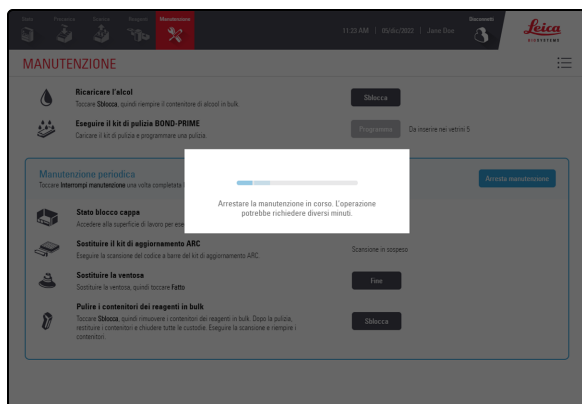 Stato
Preleva
Scarico
Reagenti
Manutenzione
11:33 AM | 05/dic/2022 | Jane Doe
Documenti
Leica
BIOSYSTEMS
MANUTENZIONE
Ricaricare l'alcol
Toccare Sblocca, quindi riempire il contenitore di alcool in bulk.
Sblocca
Eseguire il kit di pulizia BOND-PRIME
Caricare il kit di pulizia e programmare una pulizia.
Programma
Da inserire nei vetrini 5
Manutenzione periodica
Toccare Interrompi manutenzione una volta completata
Arresta manutenzione
Arrestare la manutenzione in corso. L'operazione
potrebbe richiedere diversi minuti.
Stato blocco cappa
Accedere alla superficie di lavoro per
Sostituire il kit di aggiornamento ARC
Eseguire la scansione del codice a barre del kit di aggiornamento ARC.
Scansione in sospeso
Sostituire la ventosa
Sostituire la ventosa, quindi toccare Fatto
Fine
Pulire i contenitori dei reagenti in bulk
Toccare Sblocca, quindi rimuovere i contenitori dei reagenti in bulk. Dopo la pulizia,
restituire i contenitori e chiudere tutte le custodie. Eseguire la scansione e riempire i
contenitori.
Sblocca